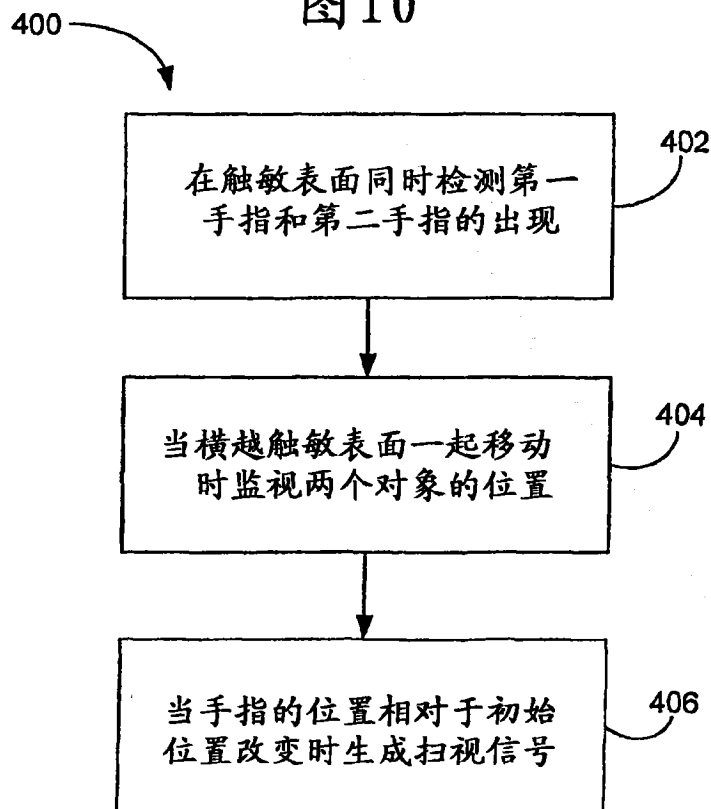 图10
400
402
在触敏表面同时检测第一
手指和第二手指的出现
404
当横越触敏表面一起移动
时监视两个对象的位置
406
当手指的位置相对于初始
位置改变时生成扫视信号